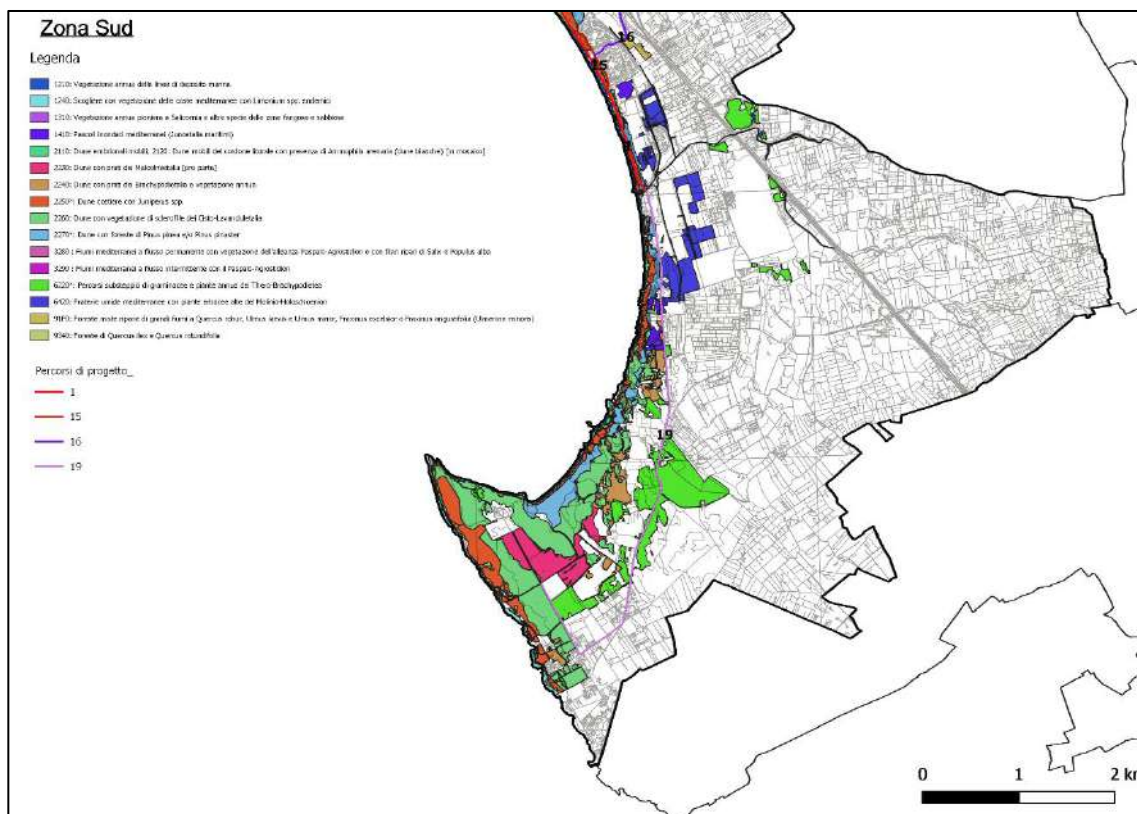 Zona Sud
Legenda
1210: Vegetazione annua delle linee di deposito marine
1240: Scogliere con vegetazione delle coste mediterranee con Limonium spp. endemici
1310: Vegetazione annua pioniera a Salicornia e altre specie delle zone fangose e sabbiose
1410: Pascoli inondati mediterranei (Juncetalia maritimi)
2110: Dune embrionali mobili, 2120: Dune mobili del cordone litorale con presenza di Ammophila arenaria (dune bianche) [in mosaico]
2230: Dune con prati dei Malcolmietalia [pro parte]
2240: Dune con prati dei Brachypodietalia e vegetazione annua
2250*: Dune costiere con Juniperus spp.
2260: Dune con vegetazione di sclerofille dei Cisto-Lavanduletalia
2270*: Dune con foreste di Pinus pinea e/o Pinus pinaster
3280: Fiumi mediterranei a flusso permanente con vegetazione dell'alleanza Paspalo-Agrostidion e con filari ripari di Salix e Populus alba
3290: Fiumi mediterranei a flusso intermittente con il Paspalo-Agrostidion
6220*: Percorsi substeppici di graminacee e piante annue dei Thero-Brachypodietea
6420: Praterie umide mediterranee con piante erbacee alte del Molinio-Holoschoenion
91F0: Foreste miste riparie di grandi fiumi a Quercus robur, Ulmus laevis e Ulmus minor, Fraxinus excelsior o Fraxinus angustifolia (Ulmenion minoris)
9340: Foreste di Quercus ilex e Quercus rotundifolia
Percorsi di progetto_
1
15
16
19
16
15
19
0 1 2 km